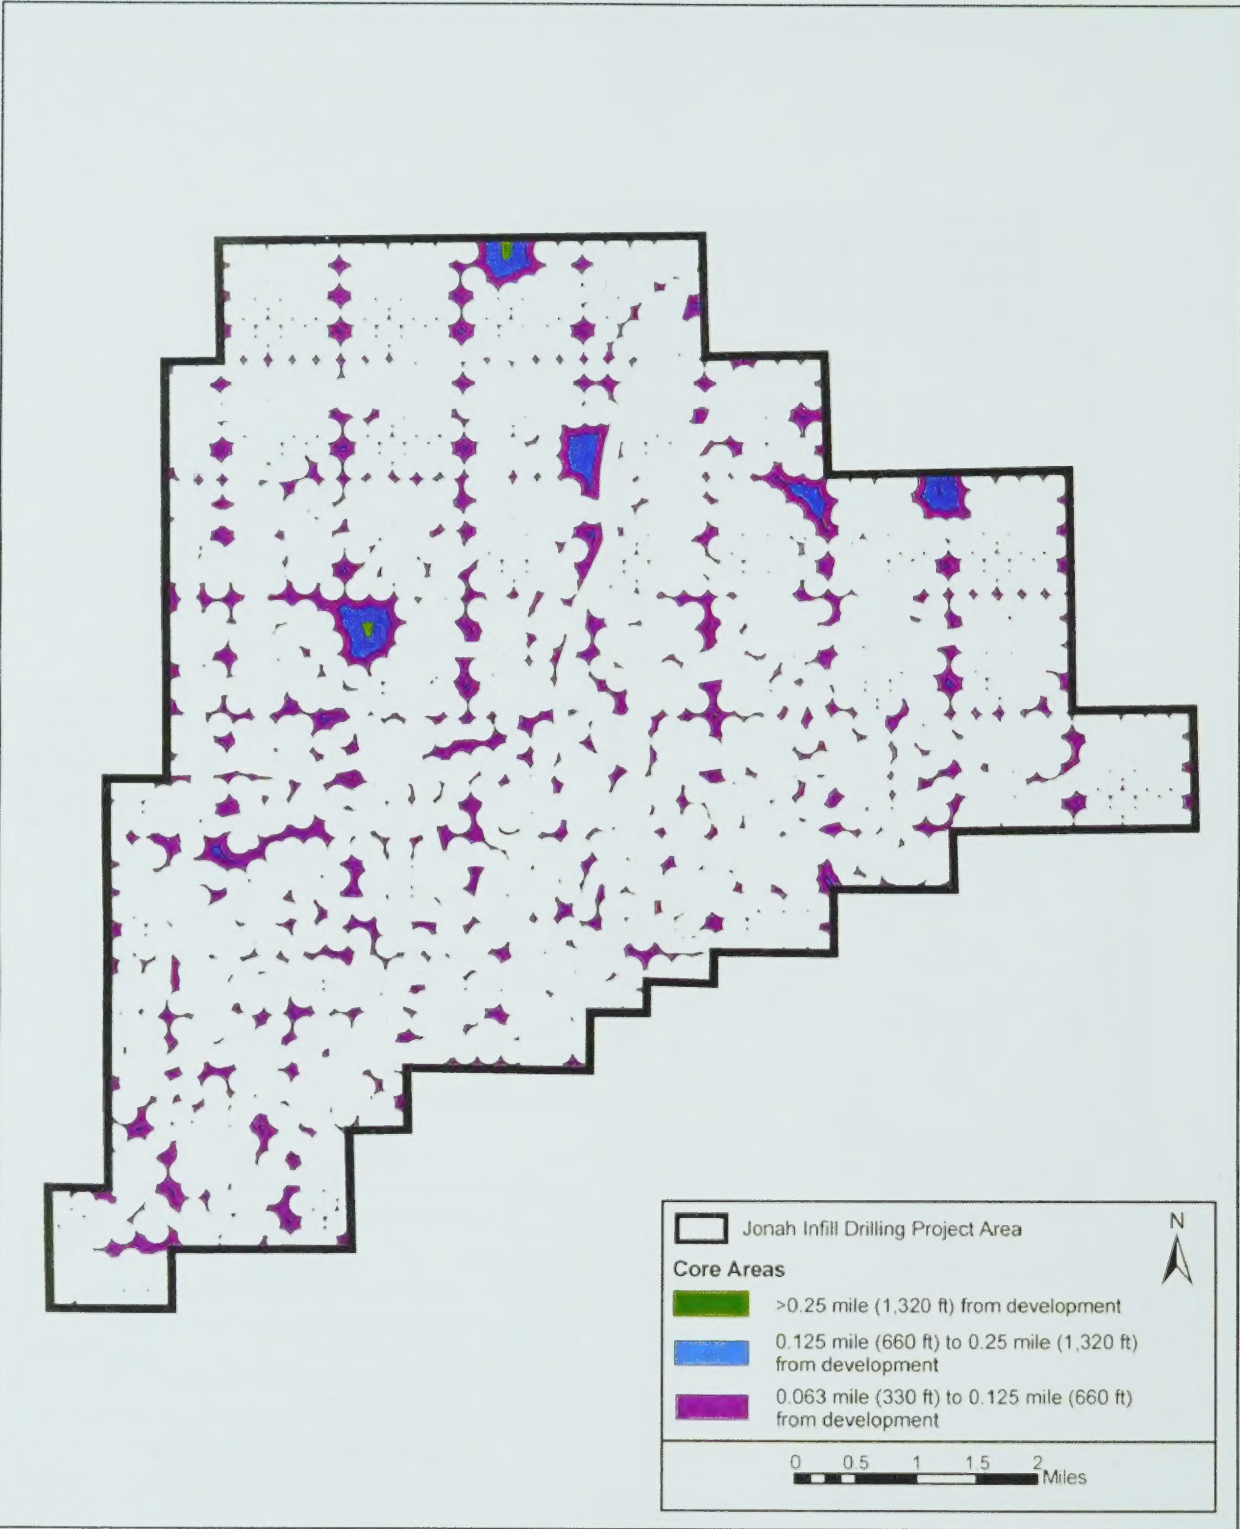 Jonah Infill Drilling Project Area
N
Core Areas
>0.25 mile (1,320 ft) from development
0.125 mile (660 ft) to 0.25 mile (1,320 ft)
from development
0.063 mile (330 ft) to 0.125 mile (660 ft)
from development
0 0.5 1 1.5 2
Miles